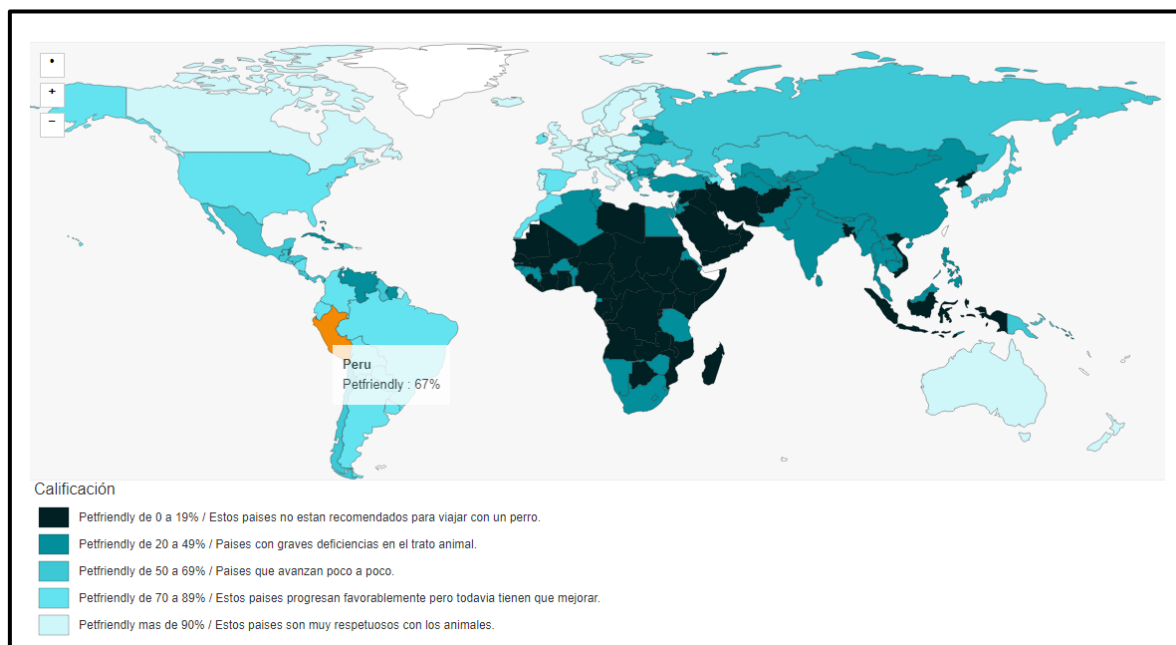 •
+
−
Peru
Petfriendly : 67%
Calificación
Petfriendly de 0 a 19% / Estos paises no estan recomendados para viajar con un perro.
Petfriendly de 20 a 49% / Paises con graves deficiencias en el trato animal.
Petfriendly de 50 a 69% / Paises que avanzan poco a poco.
Petfriendly de 70 a 89% / Estos paises progresan favorablemente pero todavia tienen que mejorar.
Petfriendly mas de 90% / Estos paises son muy respetuosos con los animales.